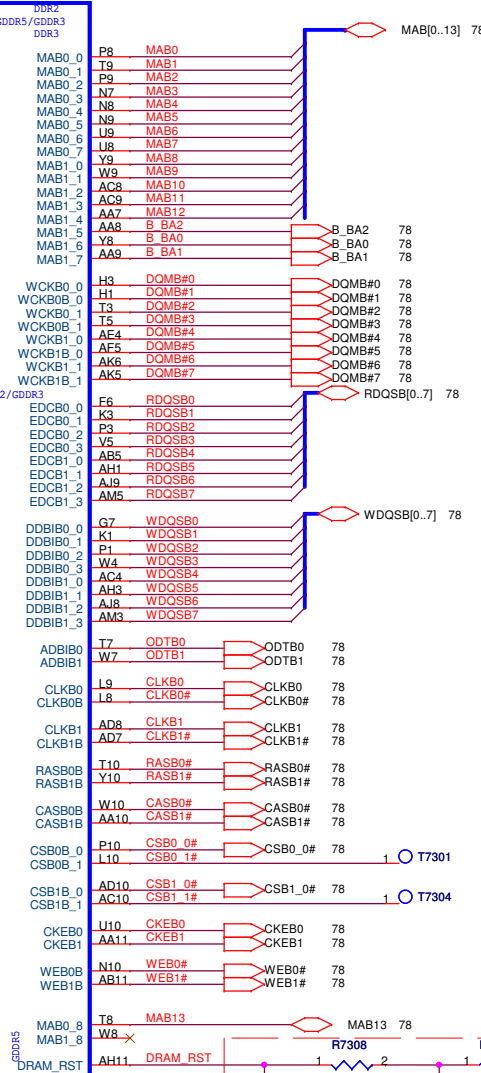 DDR2
GDDR5/GDDR3
DDR3
MAB[0..13] 78
MAB0_0 P8 MAB0
MAB0_1 T9 MAB1
MAB0_2 P9 MAB2
MAB0_3 N7 MAB3
MAB0_4 N8 MAB4
MAB0_5 N9 MAB5
MAB0_6 U9 MAB6
MAB0_7 U8 MAB7
MAB1_0 Y9 MAB8
MAB1_1 W9 MAB9
MAB1_2 AC8 MAB10
MAB1_3 AC9 MAB11
MAB1_4 AA7 MAB12
MAB1_5 AA8 B_BA2 B_BA2 78
MAB1_6 Y8 B_BA0 B_BA0 78
MAB1_7 AA9 B_BA1 B_BA1 78
WCKB0_0 H3 DQMB#0 DQMB#0 78
WCKB0B_0 H1 DQMB#1 DQMB#1 78
WCKB0_1 T3 DQMB#2 DQMB#2 78
WCKB0B_1 T5 DQMB#3 DQMB#3 78
WCKB1_0 AE4 DQMB#4 DQMB#4 78
WCKB1B_0 AF5 DQMB#5 DQMB#5 78
WCKB1_1 AK6 DQMB#6 DQMB#6 78
WCKB1B_1 AK5 DQMB#7 DQMB#7 78
2/GDDR3
RDQSB[0..7] 78
EDCB0_0 F6 RDQSB0
EDCB0_1 K3 RDQSB1
EDCB0_2 P3 RDQSB2
EDCB0_3 V5 RDQSB3
EDCB1_0 AB5 RDQSB4
EDCB1_1 AH1 RDQSB5
EDCB1_2 AJ9 RDQSB6
EDCB1_3 AM5 RDQSB7
WDQSB[0..7] 78
DDBIB0_0 G7 WDQSB0
DDBIB0_1 K1 WDQSB1
DDBIB0_2 P1 WDQSB2
DDBIB0_3 W4 WDQSB3
DDBIB1_0 AC4 WDQSB4
DDBIB1_1 AH3 WDQSB5
DDBIB1_2 AJ8 WDQSB6
DDBIB1_3 AM3 WDQSB7
ADBIB0 T7 ODTB0 ODTB0 78
ADBIB1 W7 ODTB1 ODTB1 78
CLKB0 L9 CLKB0 CLKB0 78
CLKB0B L8 CLKB0# CLKB0# 78
CLKB1 AD8 CLKB1 CLKB1 78
CLKB1B AD7 CLKB1# CLKB1# 78
RASB0B T10 RASB0# RASB0# 78
RASB1B Y10 RASB1# RASB1# 78
CASB0B W10 CASB0# CASB0# 78
CASB1B AA10 CASB1# CASB1# 78
CSB0B_0 P10 CSB0_0# CSB0_0# 78
CSB0B_1 L10 CSB0_1# 1 T7301
CSB1B_0 AD10 CSB1_0# CSB1_0# 78
CSB1B_1 AC10 CSB1_1# 1 T7304
CKEB0 U10 CKEB0 CKEB0 78
CKEB1 AA11 CKEB1 CKEB1 78
WEB0B N10 WEB0# WEB0# 78
WEB1B AB11 WEB1# WEB1# 78
MAB0_8 T8 MAB13 MAB13 78
MAB1_8 W8
GDDR5
R7308
DRAM_RST AH11 DRAM_RST 1 2 1